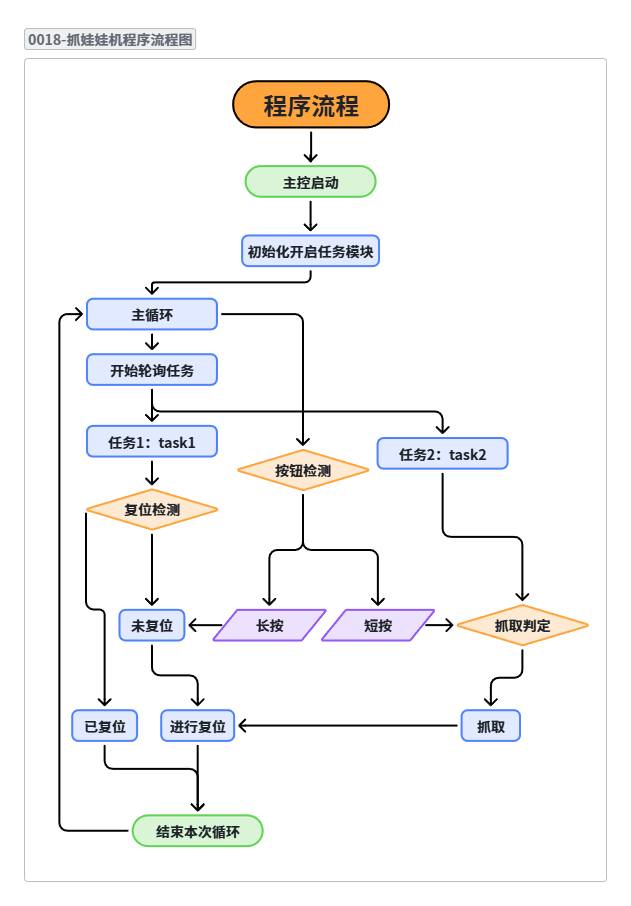 0018-抓娃娃机程序流程图
程序流程
主控启动
初始化开启任务模块
主循环
开始轮询任务
任务1：task1
任务2：task2
按钮检测
复位检测
未复位
长按
短按
抓取判定
已复位
进行复位
抓取
结束本次循环